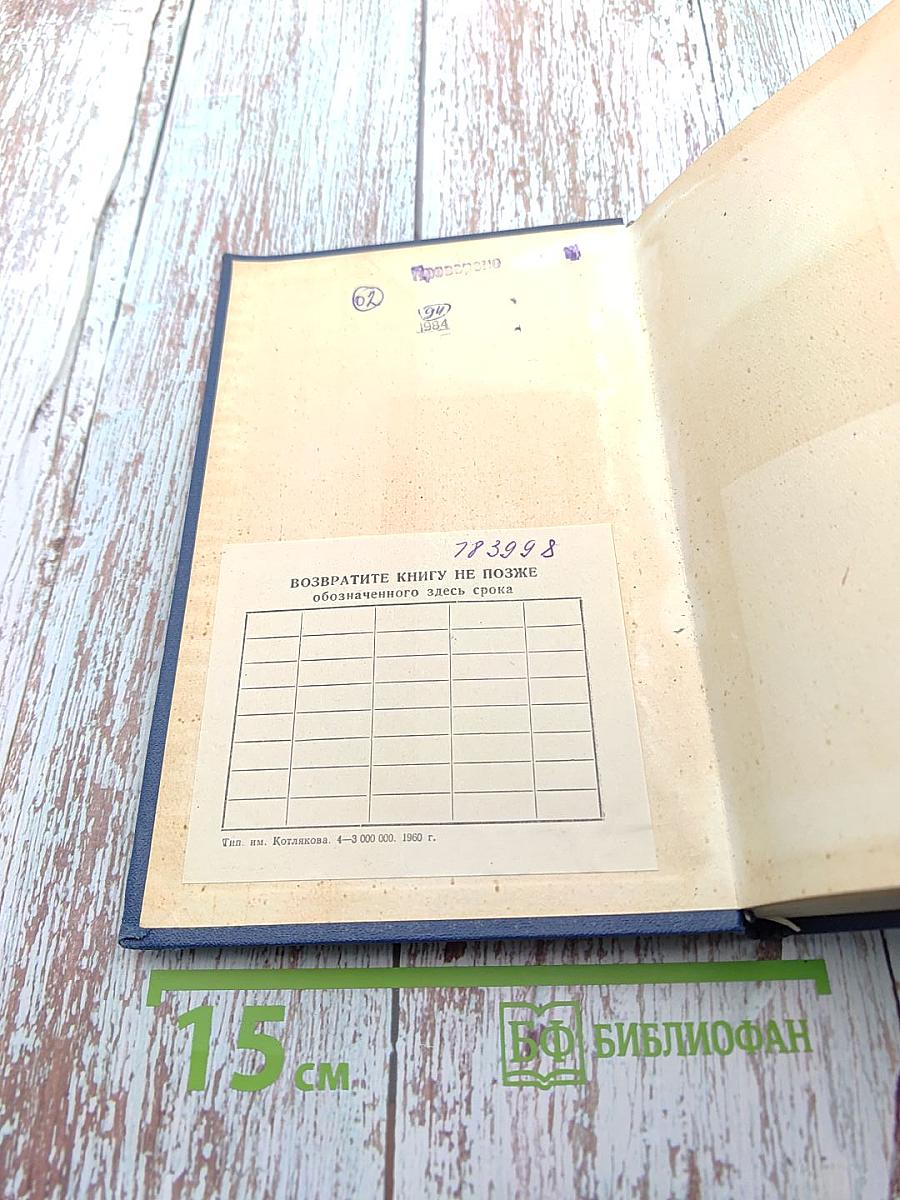 Проверено
02
94
1984
783998
ВОЗВРАТИТЕ КНИГУ НЕ ПОЗЖЕ
обозначенного здесь срока
Тип. им. Котлякова. 4—3 000 000. 1960 г.
15 см
БФ БИБЛИОФАН